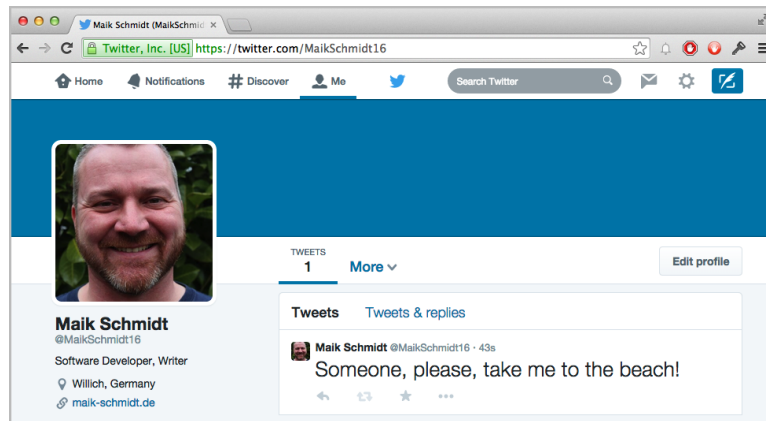 Maik Schmidt (MaikSchmid ×
Twitter, Inc. [US] https://twitter.com/MaikSchmidt16
Home Notifications Discover Me Search Twitter
TWEETS
1 More
Edit profile
Tweets Tweets & replies
Maik Schmidt
@MaikSchmidt16
Software Developer, Writer
Willich, Germany
maik-schmidt.de
Maik Schmidt @MaikSchmidt16 · 43s
Someone, please, take me to the beach!